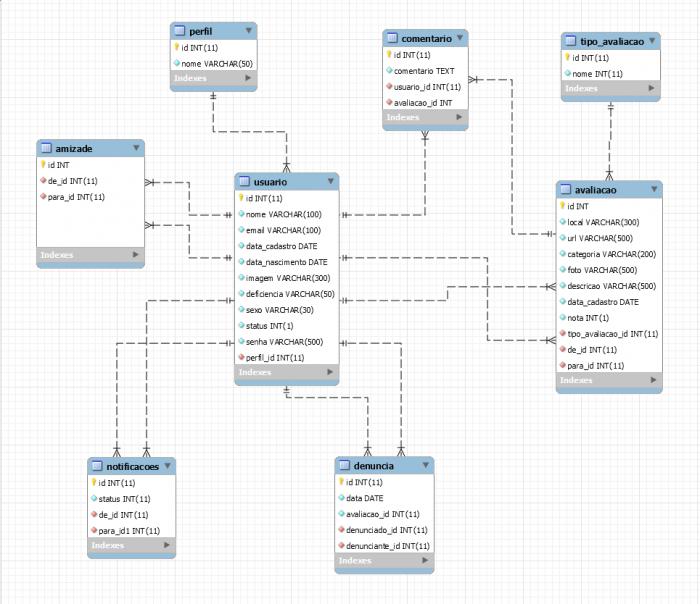 perfil
id INT(11)
nome VARCHAR(50)
Indexes
comentario
id INT(11)
comentario TEXT
usuario_id INT(11)
avaliacao_id INT
Indexes
tipo_avaliacao
id INT(11)
nome INT(11)
Indexes
amizade
id INT
de_id INT(11)
para_id INT(11)
Indexes
usuario
id INT(11)
nome VARCHAR(100)
email VARCHAR(100)
data_cadastro DATE
data_nascimento DATE
imagem VARCHAR(300)
deficiencia VARCHAR(50)
sexo VARCHAR(30)
status INT(1)
senha VARCHAR(500)
perfil_id INT(11)
Indexes
avaliacao
id INT
local VARCHAR(300)
url VARCHAR(500)
categoria VARCHAR(200)
foto VARCHAR(500)
descricao VARCHAR(500)
data_cadastro DATE
nota INT(1)
tipo_avaliacao_id INT(11)
de_id INT(11)
para_id INT(11)
Indexes
notificacoes
id INT(11)
status INT(11)
de_id INT(11)
para_id1 INT(11)
Indexes
denuncia
id INT(11)
data DATE
avaliacao_id INT(11)
denunciado_id INT(11)
denunciante_id INT(11)
Indexes